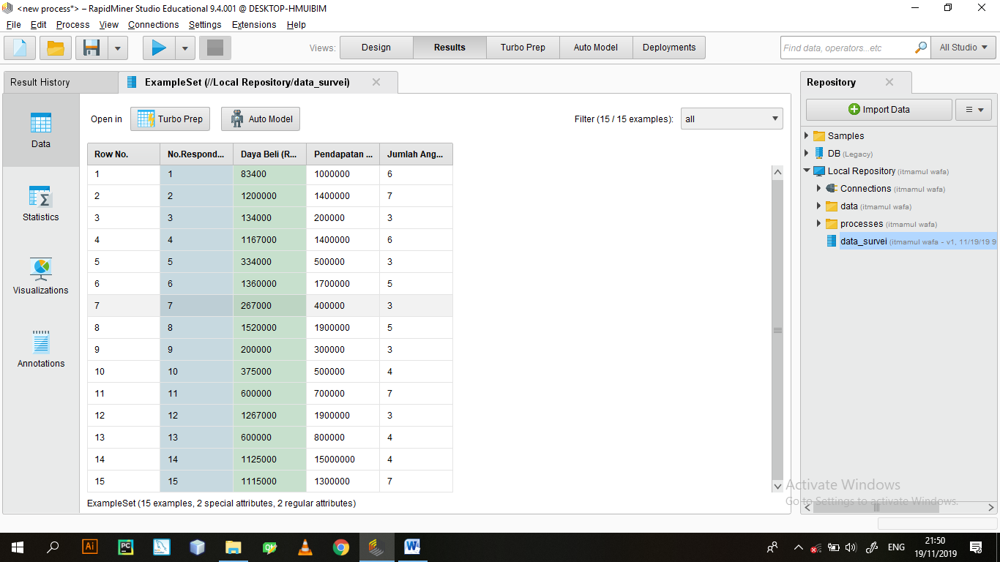 <new process*> – RapidMiner Studio Educational 9.4.001 @ DESKTOP-HMUIBIM
File Edit Process View Connections Settings Extensions Help
Views: Design Results Turbo Prep Auto Model Deployments Find data, operators...etc All Studio
Result History ExampleSet (//Local Repository/data_survei)
Repository
Data
Statistics
Visualizations
Annotations
Open in Turbo Prep Auto Model Filter (15 / 15 examples): all
Row No. No.Respond... Daya Beli (R... Pendapatan ... Jumlah Ang...
1 1 83400 1000000 6
2 2 1200000 1400000 7
3 3 134000 200000 3
4 4 1167000 1400000 6
5 5 334000 500000 3
6 6 1360000 1700000 5
7 7 267000 400000 3
8 8 1520000 1900000 5
9 9 200000 300000 3
10 10 375000 500000 4
11 11 600000 700000 7
12 12 1267000 1900000 3
13 13 600000 800000 4
14 14 1125000 15000000 4
15 15 1115000 1300000 7
ExampleSet (15 examples, 2 special attributes, 2 regular attributes)
Import Data
Samples
DB (Legacy)
Local Repository (itmamul wafa)
Connections (itmamul wafa)
data (itmamul wafa)
processes (itmamul wafa)
data_survei (itmamul wafa - v1, 11/19/19 9
Activate Windows
Go to Settings to activate Windows.
Ai PC Qt W
ENG
21:50
19/11/2019